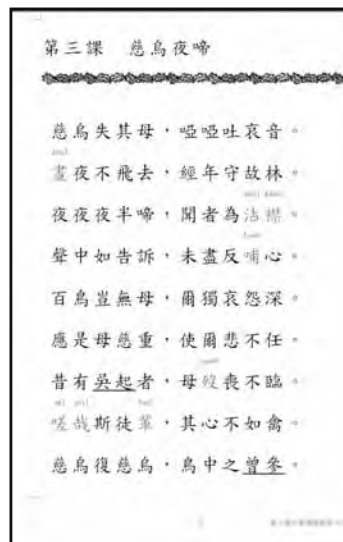 第三課 慈烏夜啼
慈烏失其母，啞啞吐哀音。
晝夜不飛去，經年守故林。
夜夜夜半啼，聞者為沾襟。
聲中如告訴，未盡反哺心。
百鳥豈無母，爾獨哀怨深。
應是母慈重，使爾悲不任。
昔有吳起者，母歿喪不臨。
嗟哉斯徒輩，其心不如禽。
慈烏復慈烏，鳥中之曾參。